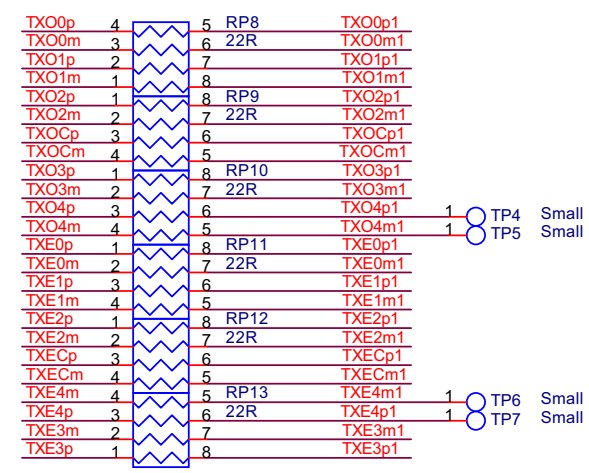 TXO0p 4 5 RP8 TXO0p1
TXO0m 3 6 22R TXO0m1
TXO1p 2 7 TXO1p1
TXO1m 1 8 TXO1m1
TXO2p 1 8 RP9 TXO2p1
TXO2m 2 7 22R TXO2m1
TXOCp 3 6 TXOCp1
TXOCm 4 5 TXOCm1
TXO3p 1 8 RP10 TXO3p1
TXO3m 2 7 22R TXO3m1
TXO4p 3 6 TXO4p1 1 TP4 Small
TXO4m 4 5 TXO4m1 1 TP5 Small
TXE0p 1 8 RP11 TXE0p1
TXE0m 2 7 22R TXE0m1
TXE1p 3 6 TXE1p1
TXE1m 4 5 TXE1m1
TXE2p 1 8 RP12 TXE2p1
TXE2m 2 7 22R TXE2m1
TXECp 3 6 TXECp1
TXECm 4 5 TXECm1
TXE4m 4 5 RP13 TXE4m1 1 TP6 Small
TXE4p 3 6 22R TXE4p1 1 TP7 Small
TXE3m 2 7 TXE3m1
TXE3p 1 8 TXE3p1